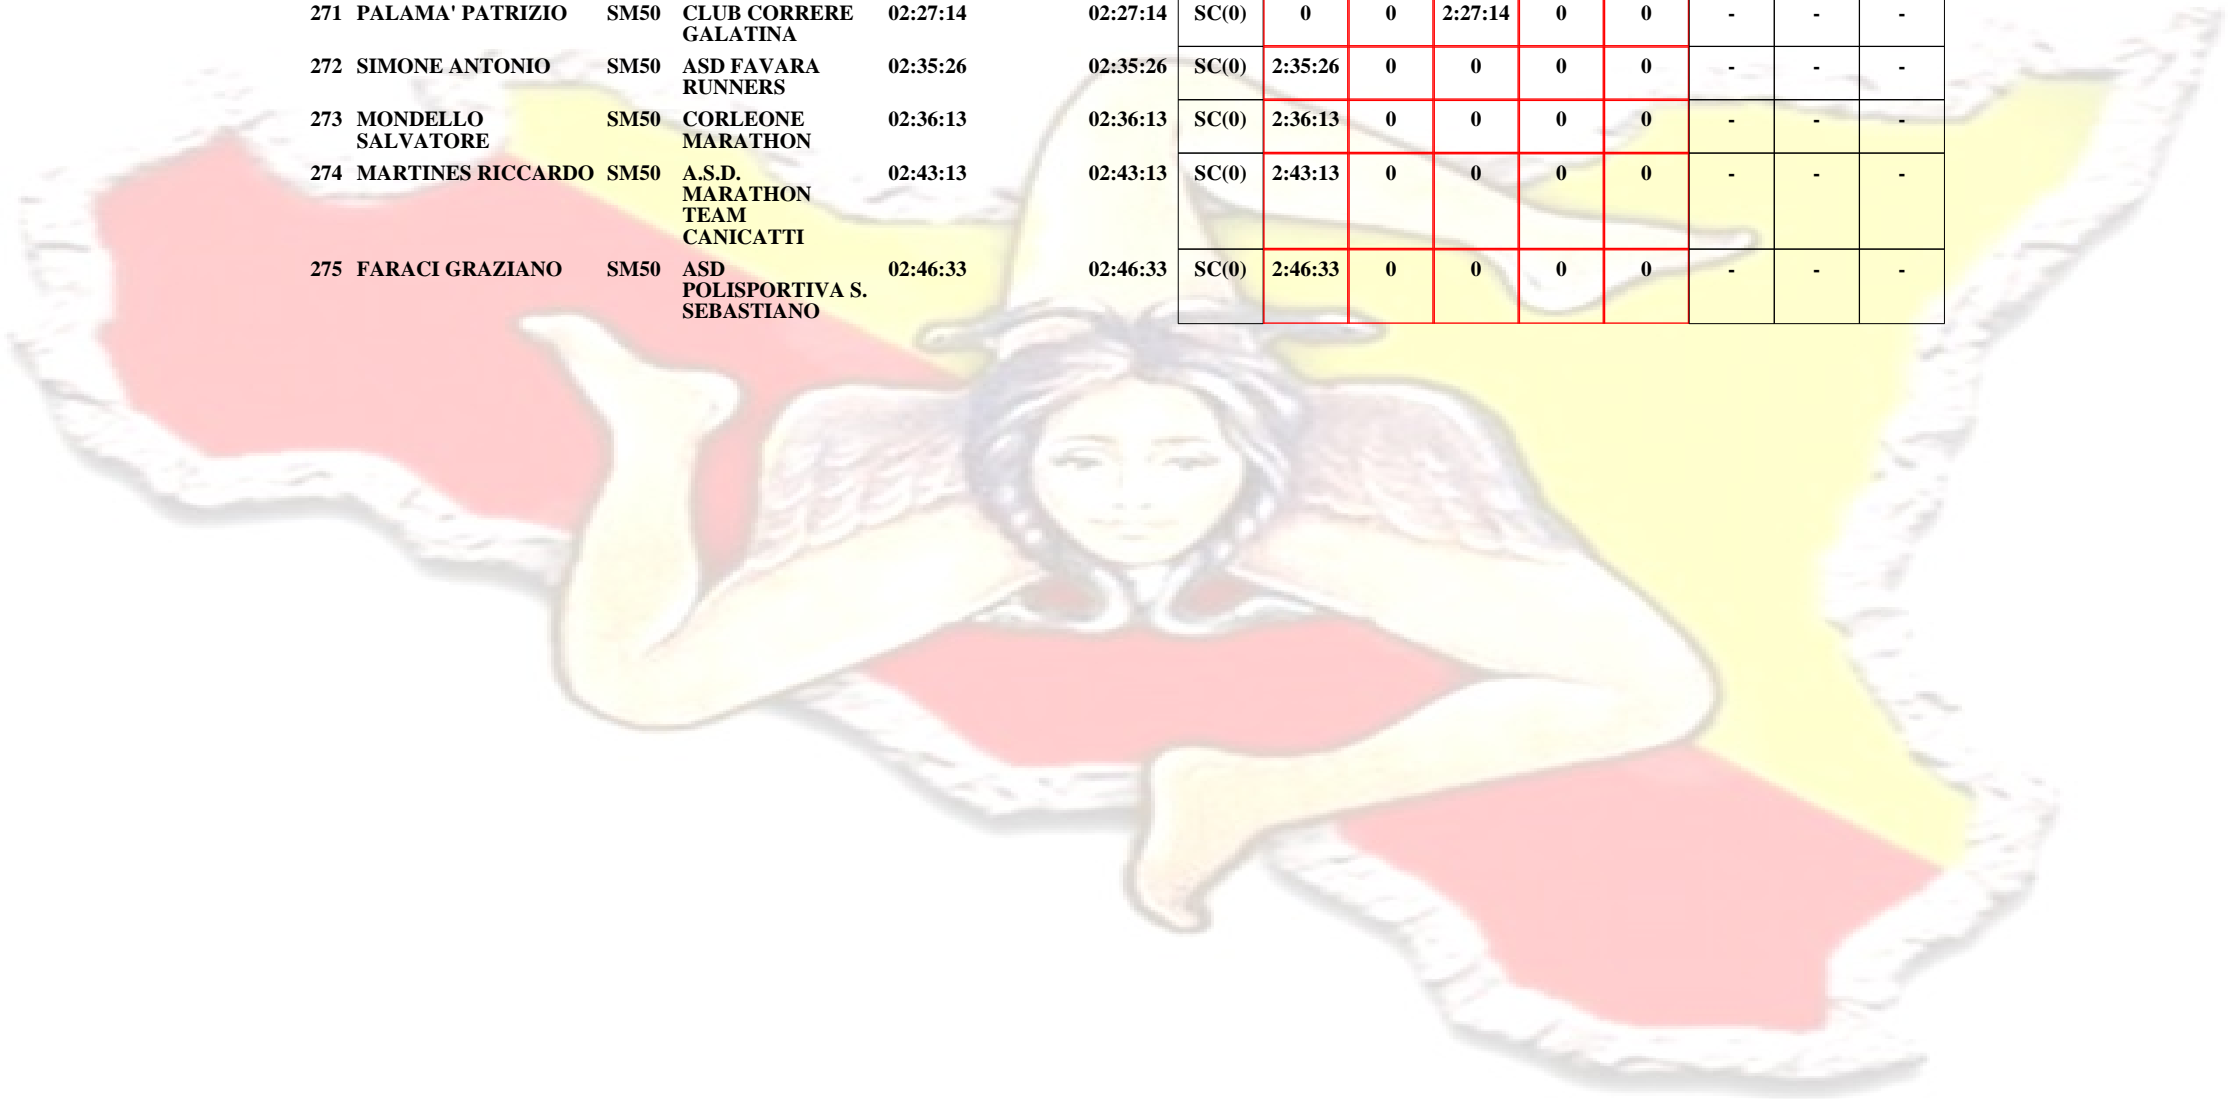 271 PALAMA' PATRIZIO SM50 CLUB CORRERE 02:27:14 02:27:14 SC(0) 0 0 2:27:14 0 0 - - -
GALATINA
272 SIMONE ANTONIO SM50 ASD FAVARA 02:35:26 02:35:26 SC(0) 2:35:26 0 0 0 0 - - -
RUNNERS
273 MONDELLO SM50 CORLEONE 02:36:13 02:36:13 SC(0) 2:36:13 0 0 0 0 - - -
SALVATORE MARATHON
274 MARTINES RICCARDO SM50 A.S.D. 02:43:13 02:43:13 SC(0) 2:43:13 0 0 0 0 - - -
MARATHON
TEAM
CANICATTI
275 FARACI GRAZIANO SM50 ASD 02:46:33 02:46:33 SC(0) 2:46:33 0 0 0 0 - - -
POLISPORTIVA S.
SEBASTIANO